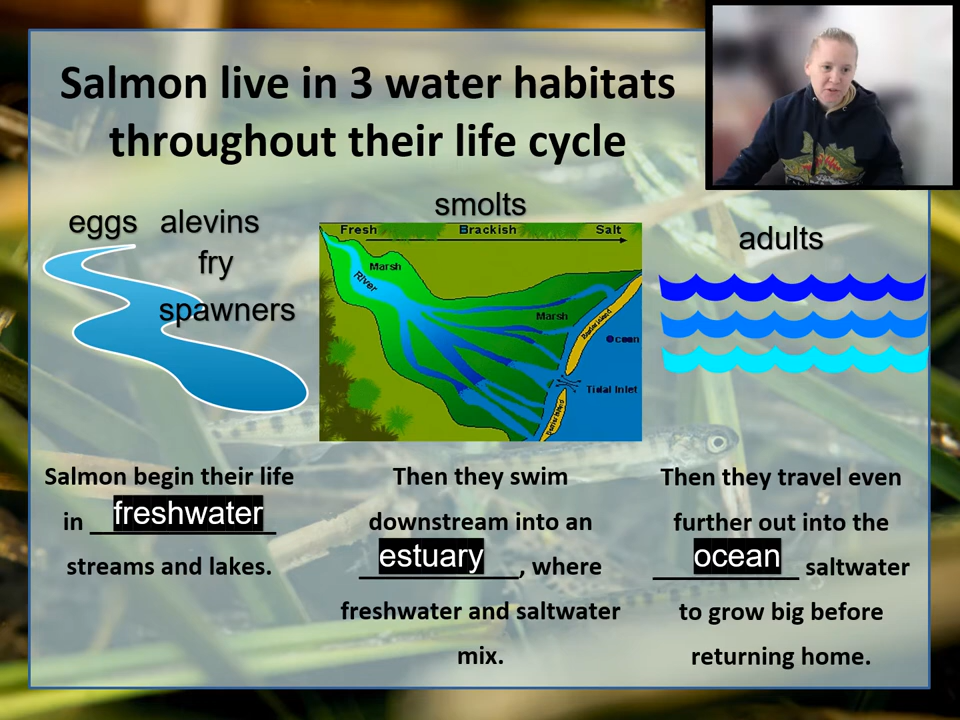 Salmon live in 3 water habitats
throughout their life cycle
eggs alevins
fry
spawners
smolts
Fresh Brackish Salt
Marsh
River
Marsh
Barrier Island
Ocean
Tidal Inlet
adults
Salmon begin their life
in freshwater
streams and lakes.
Then they swim
downstream into an
estuary, where
freshwater and saltwater
mix.
Then they travel even
further out into the
ocean saltwater
to grow big before
returning home.